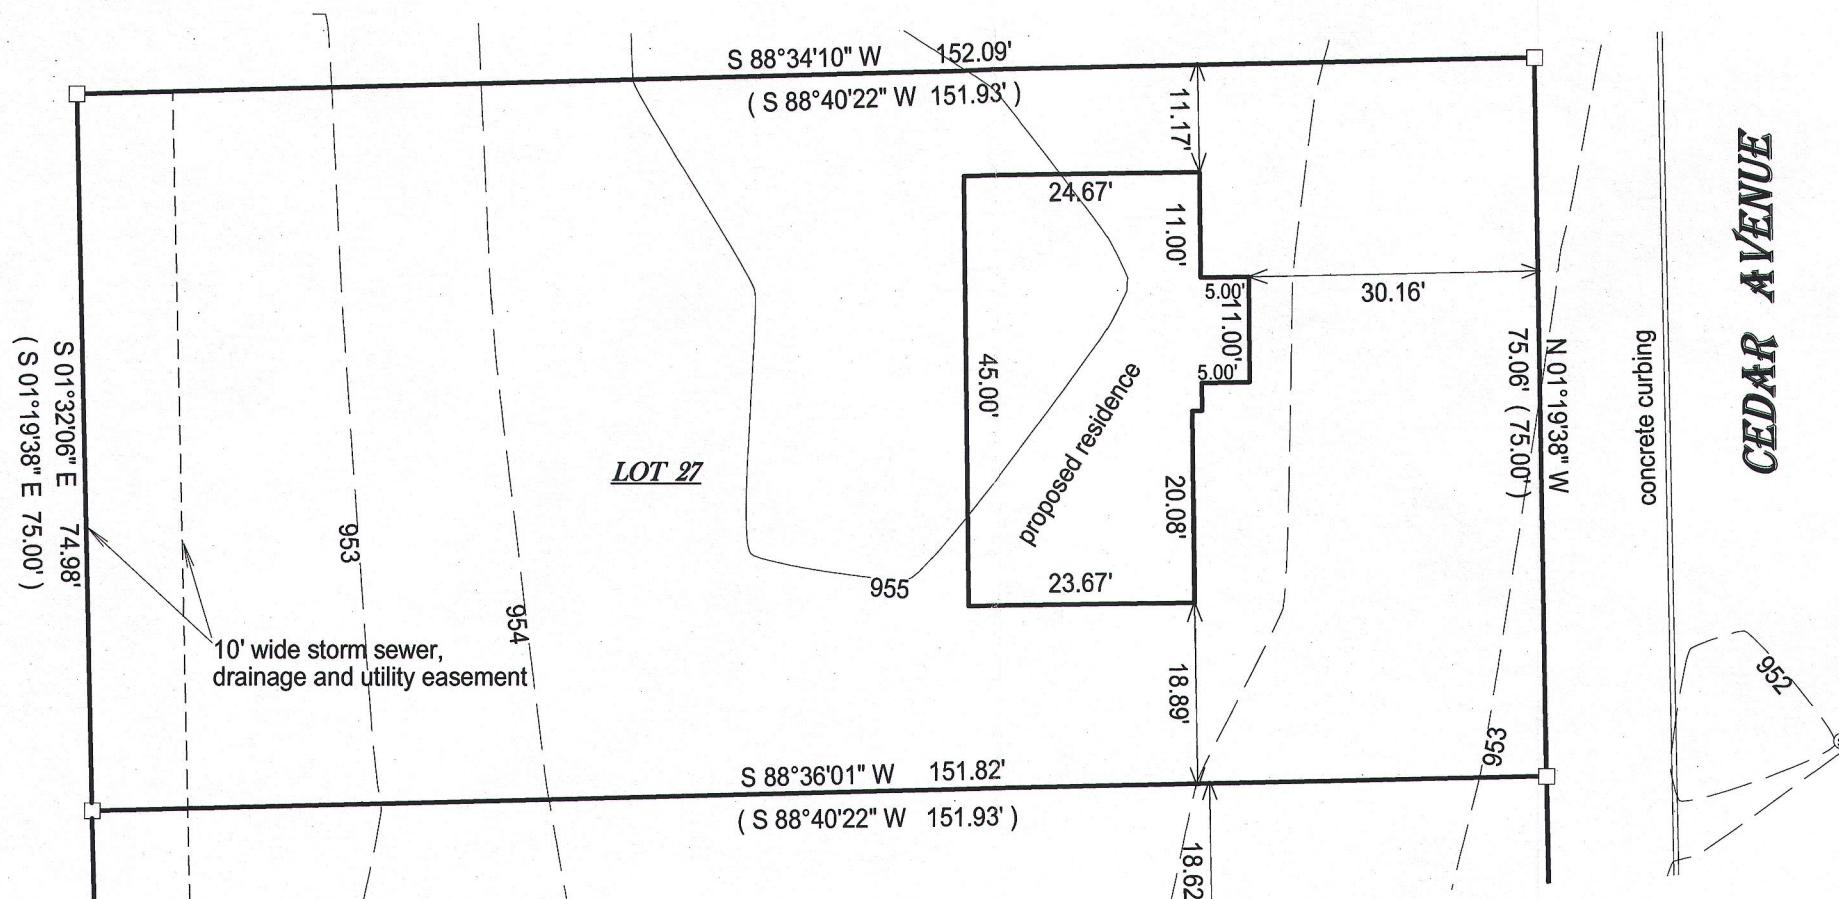 S 88°34'10" W 152.09'
( S 88°40'22" W 151.93' )
11.17'
24.67'
11.00'
5.00'
11.00'
5.00'
30.16'
45.00'
proposed residence
20.08'
23.67'
18.89'
LOT 27
N 01°19'38" W
75.06' ( 75.00' )
concrete curbing
CEDAR AVENUE
S 01°32'06" E 74.98'
( S 01°19'38" E 75.00' )
953
954
955
10' wide storm sewer,
drainage and utility easement
953
952
S 88°36'01" W 151.82'
( S 88°40'22" W 151.93' )
18.62